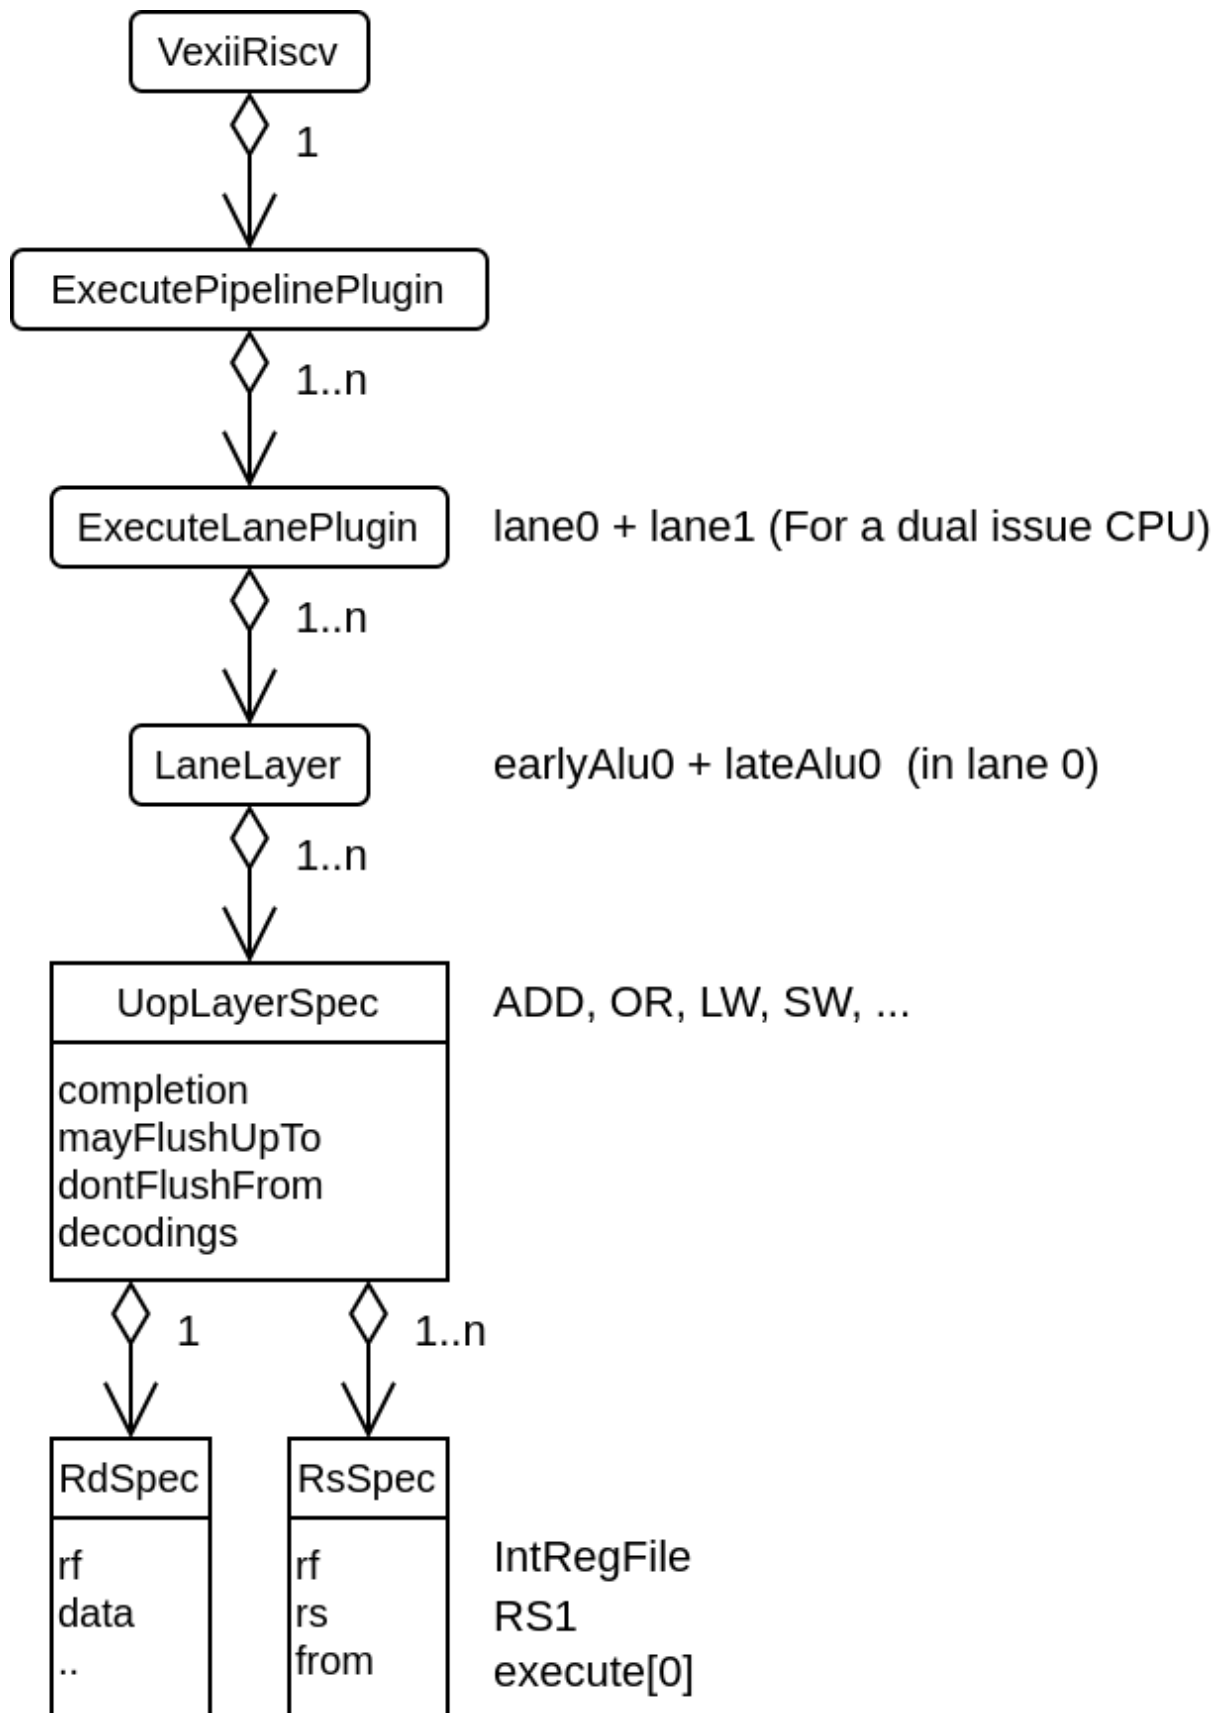 VexiiRiscv
1
ExecutePipelinePlugin
1..n
ExecuteLanePlugin
lane0 + lane1 (For a dual issue CPU)
1..n
LaneLayer
earlyAlu0 + lateAlu0 (in lane 0)
1..n
UopLayerSpec
ADD, OR, LW, SW, ...
completion
mayFlushUpTo
dontFlushFrom
decodings
1
1..n
RdSpec
rf
data
..
RsSpec
rf
rs
from
IntRegFile
RS1
execute[0]